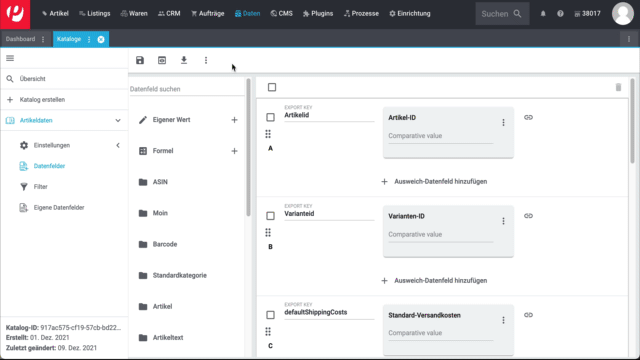 Artikel
Listings
Waren
CRM
Aufträge
Daten
CMS
Plugins
Prozesse
Einrichtung
Suchen
38017
Dashboard
Kataloge
Übersicht
Katalog erstellen
Artikeldaten
Einstellungen
Datenfelder
Filter
Eigene Datenfelder
Katalog-ID: 917ac575-cf19-57cb-bd22...
Erstellt: 01. Dez. 2021
Zuletzt geändert: 09. Dez. 2021
Datenfeld suchen
Eigener Wert
Formel
ASIN
Moin
Barcode
Standardkategorie
Artikel
Artikeltext
EXPORT KEY
Artikelid
A
Artikel-ID
Comparative value
Ausweich-Datenfeld hinzufügen
EXPORT KEY
Varianteid
B
Varianten-ID
Comparative value
Ausweich-Datenfeld hinzufügen
EXPORT KEY
defaultShippingCosts
C
Standard-Versandkosten
Comparative value